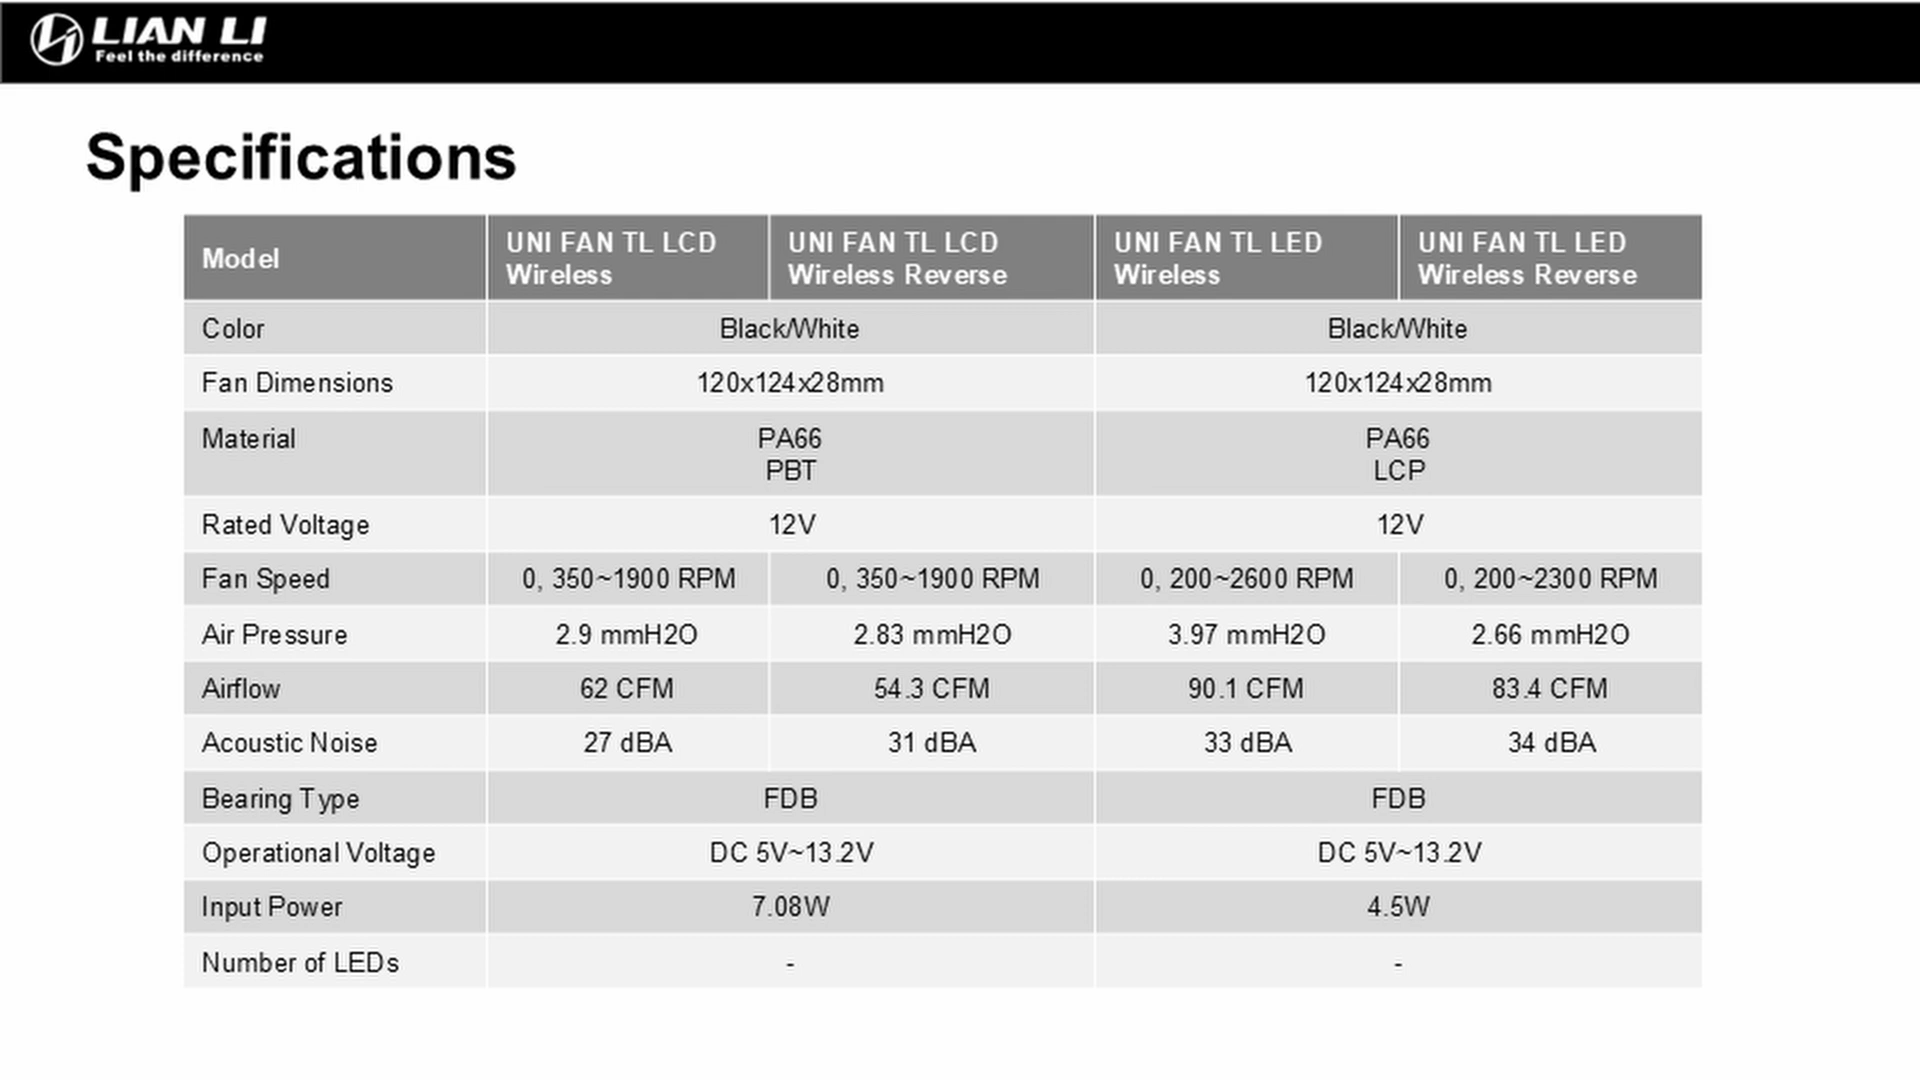 LIAN LI
Feel the difference
Specifications
Model
UNI FAN TL LCD
Wireless
UNI FAN TL LCD
Wireless Reverse
UNI FAN TL LED
Wireless
UNI FAN TL LED
Wireless Reverse
Color
Black/White
Black/White
Fan Dimensions
120x124x28mm
120x124x28mm
Material
PA66
PBT
PA66
LCP
Rated Voltage
12V
12V
Fan Speed
0, 350~1900 RPM
0, 350~1900 RPM
0, 200~2600 RPM
0, 200~2300 RPM
Air Pressure
2.9 mmH2O
2.83 mmH2O
3.97 mmH2O
2.66 mmH2O
Airflow
62 CFM
54.3 CFM
90.1 CFM
83.4 CFM
Acoustic Noise
27 dBA
31 dBA
33 dBA
34 dBA
Bearing Type
FDB
FDB
Operational Voltage
DC 5V~13.2V
DC 5V~13.2V
Input Power
7.08W
4.5W
Number of LEDs
-
-